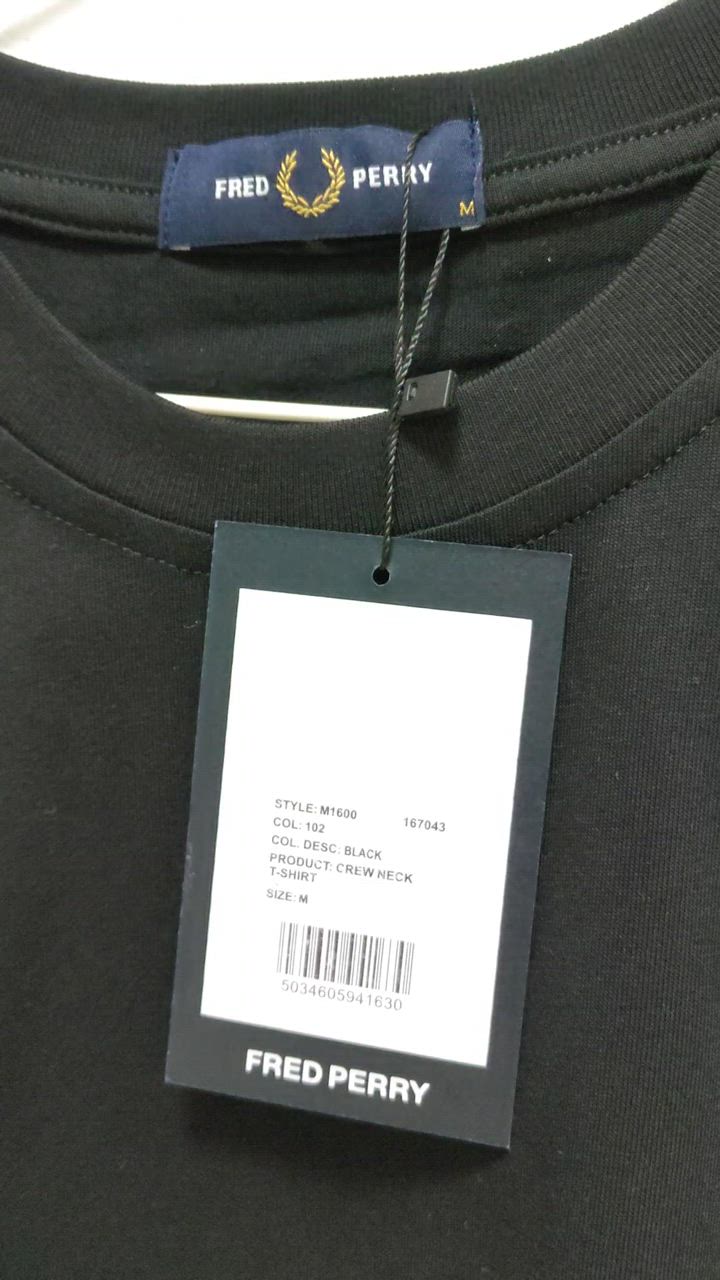 FRED PERRY
M
STYLE: M1600 167043
COL: 102
COL. DESC: BLACK
PRODUCT: CREW NECK
T-SHIRT
SIZE: M
5034605941630
FRED PERRY